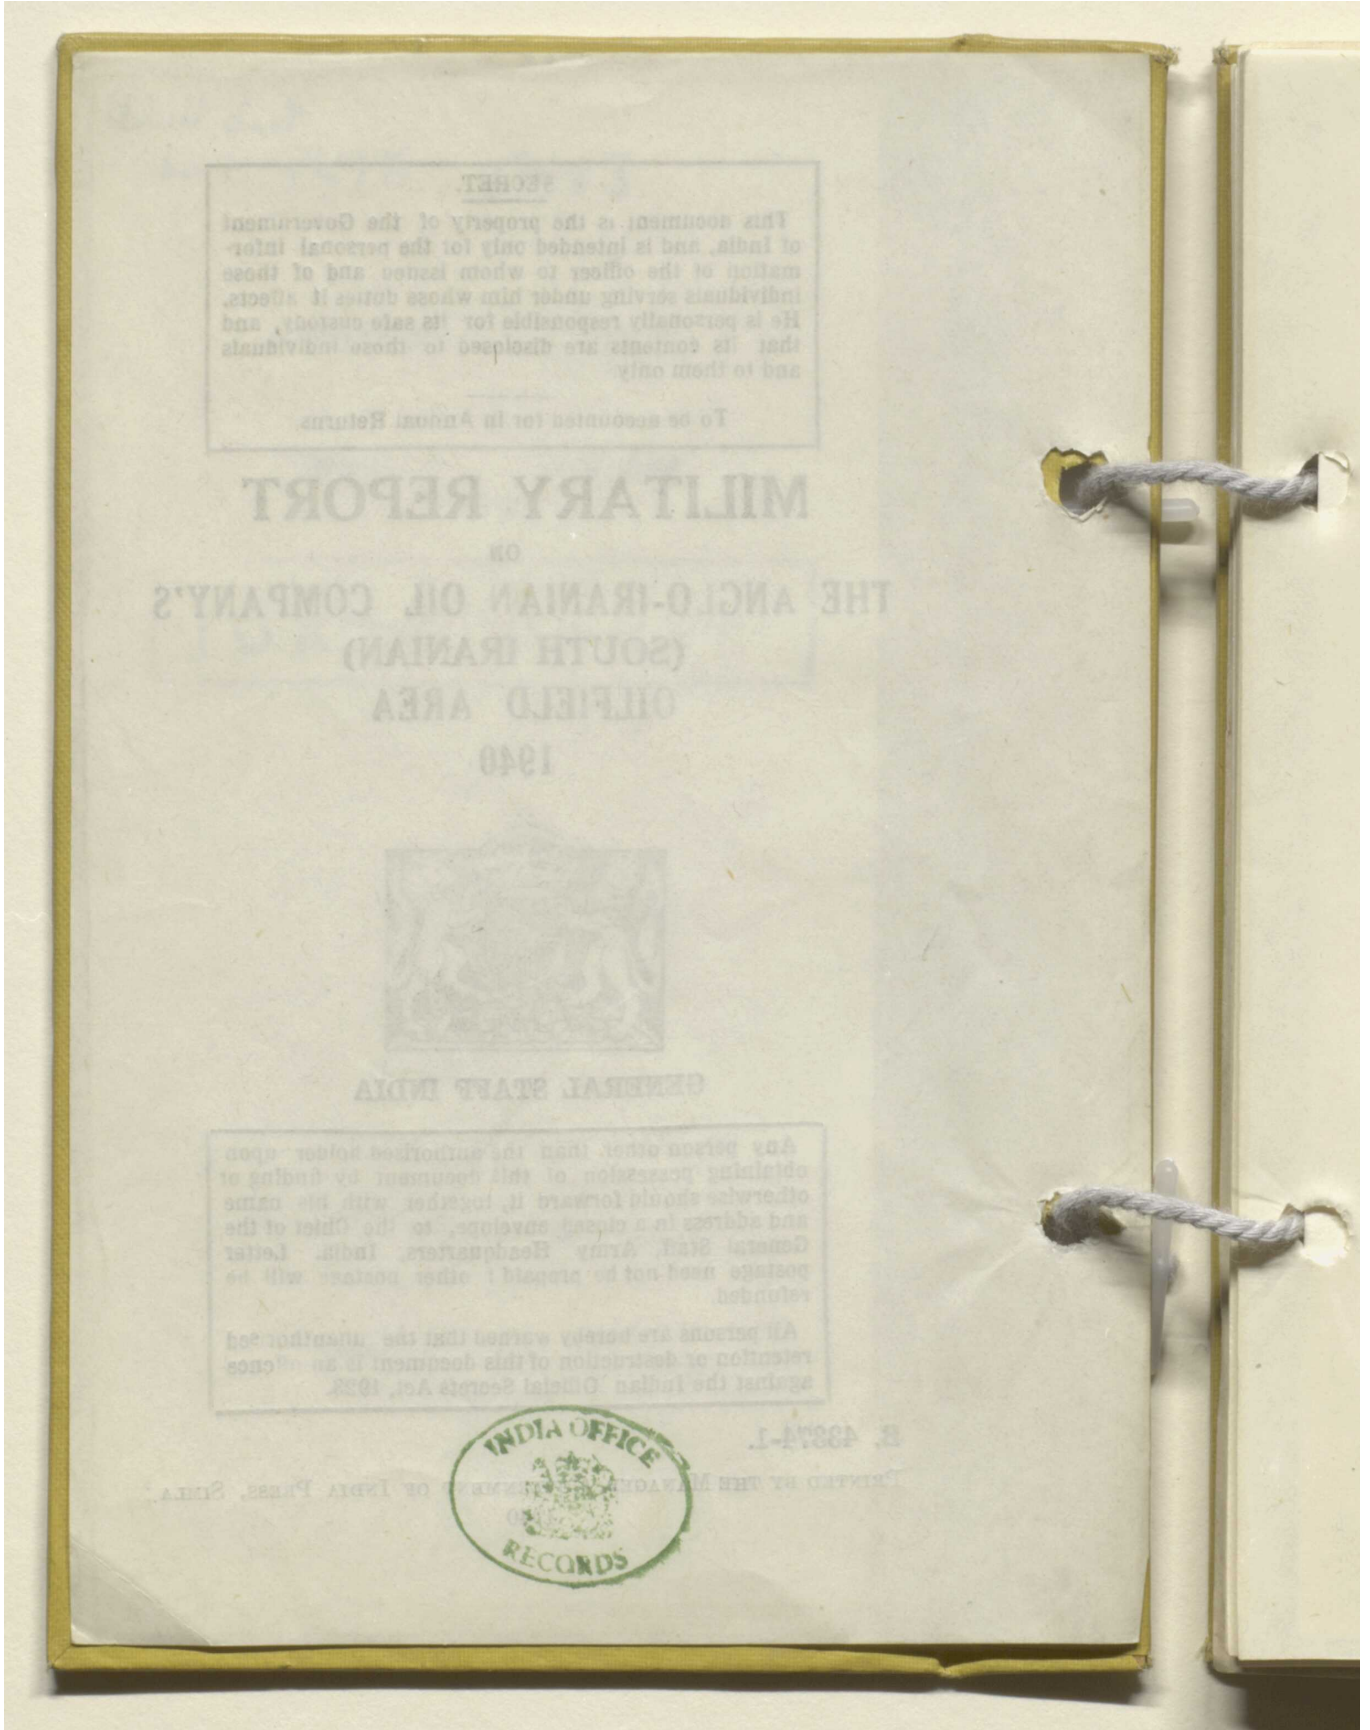 SECRET.
This document is the property of the Government
of India, and is intended only for the personal infor-
mation of the officer to whom issued and of those
individuals serving under him whose duties it affects.
He is personally responsible for its safe custody, and
that its contents are disclosed to those individuals
and to them only.
To be accounted for in Annual Returns.
MILITARY REPORT
ON
THE ANGLO-IRANIAN OIL COMPANY'S
(SOUTH IRANIAN)
OILFIELD AREA
1940
GENERAL STAFF INDIA
Any person other than the authorised holder upon
obtaining possession of this document by finding or
otherwise should forward it, together with his name
and address in a closed envelope, to the Chief of the
General Staff, Army Headquarters, India. Letter
postage need not be prepaid; other postage will be
refunded.
All persons are hereby warned that the unauthorised
retention or destruction of this document is an offence
against the Indian Official Secrets Act, 1923.
PRINTED BY THE MANAGER GOVERNMENT OF INDIA PRESS, SIMLA.
INDIA OFFICE
RECORDS